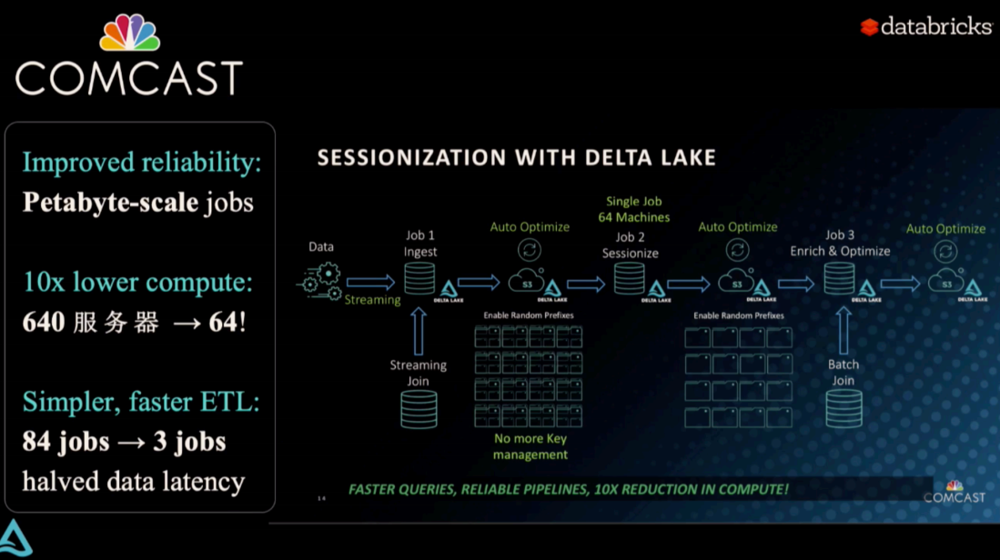 COMCAST
databricks
Improved reliability:
Petabyte-scale jobs
10x lower compute:
640 服务器 → 64!
Simpler, faster ETL:
84 jobs → 3 jobs
halved data latency
SESSIONIZATION WITH DELTA LAKE
Data
Streaming
Job 1
Ingest
DELTA LAKE
Streaming
Join
Auto Optimize
S3
DELTA LAKE
Enable Random Prefixes
No more Key
management
Single Job
64 Machines
Job 2
Sessionize
DELTA LAKE
Auto Optimize
S3
DELTA LAKE
Enable Random Prefixes
Job 3
Enrich & Optimize
DELTA LAKE
Batch
Join
Auto Optimize
S3
DELTA LAKE
14
FASTER QUERIES, RELIABLE PIPELINES, 10X REDUCTION IN COMPUTE!
COMCAST